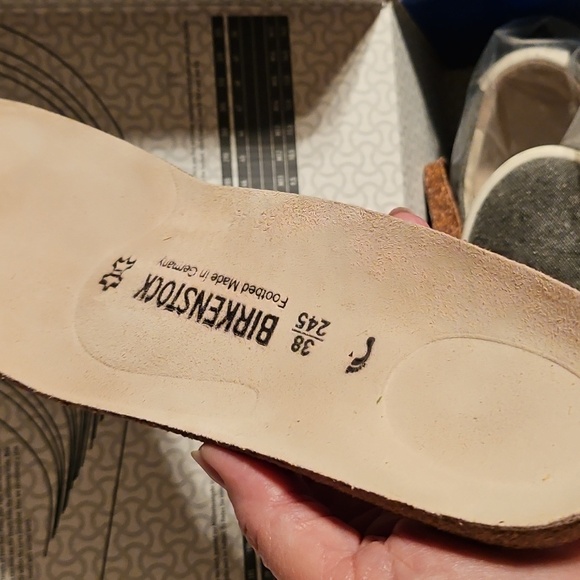 BIRKENSTOCK
Footbed Made in Germany
38
245